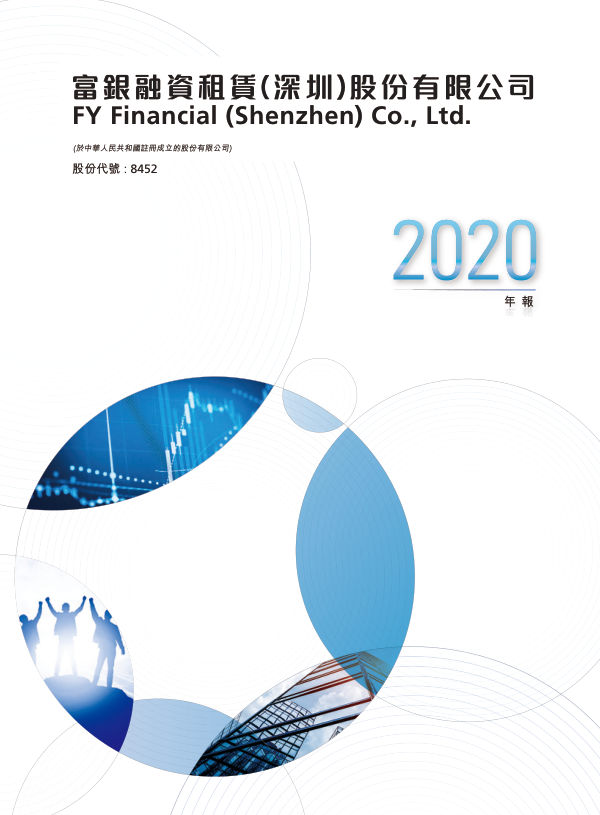 富銀融資租賃(深圳)股份有限公司
FY Financial (Shenzhen) Co., Ltd.
(於中華人民共和國註冊成立的股份有限公司)
股份代號 : 8452
2020
年報